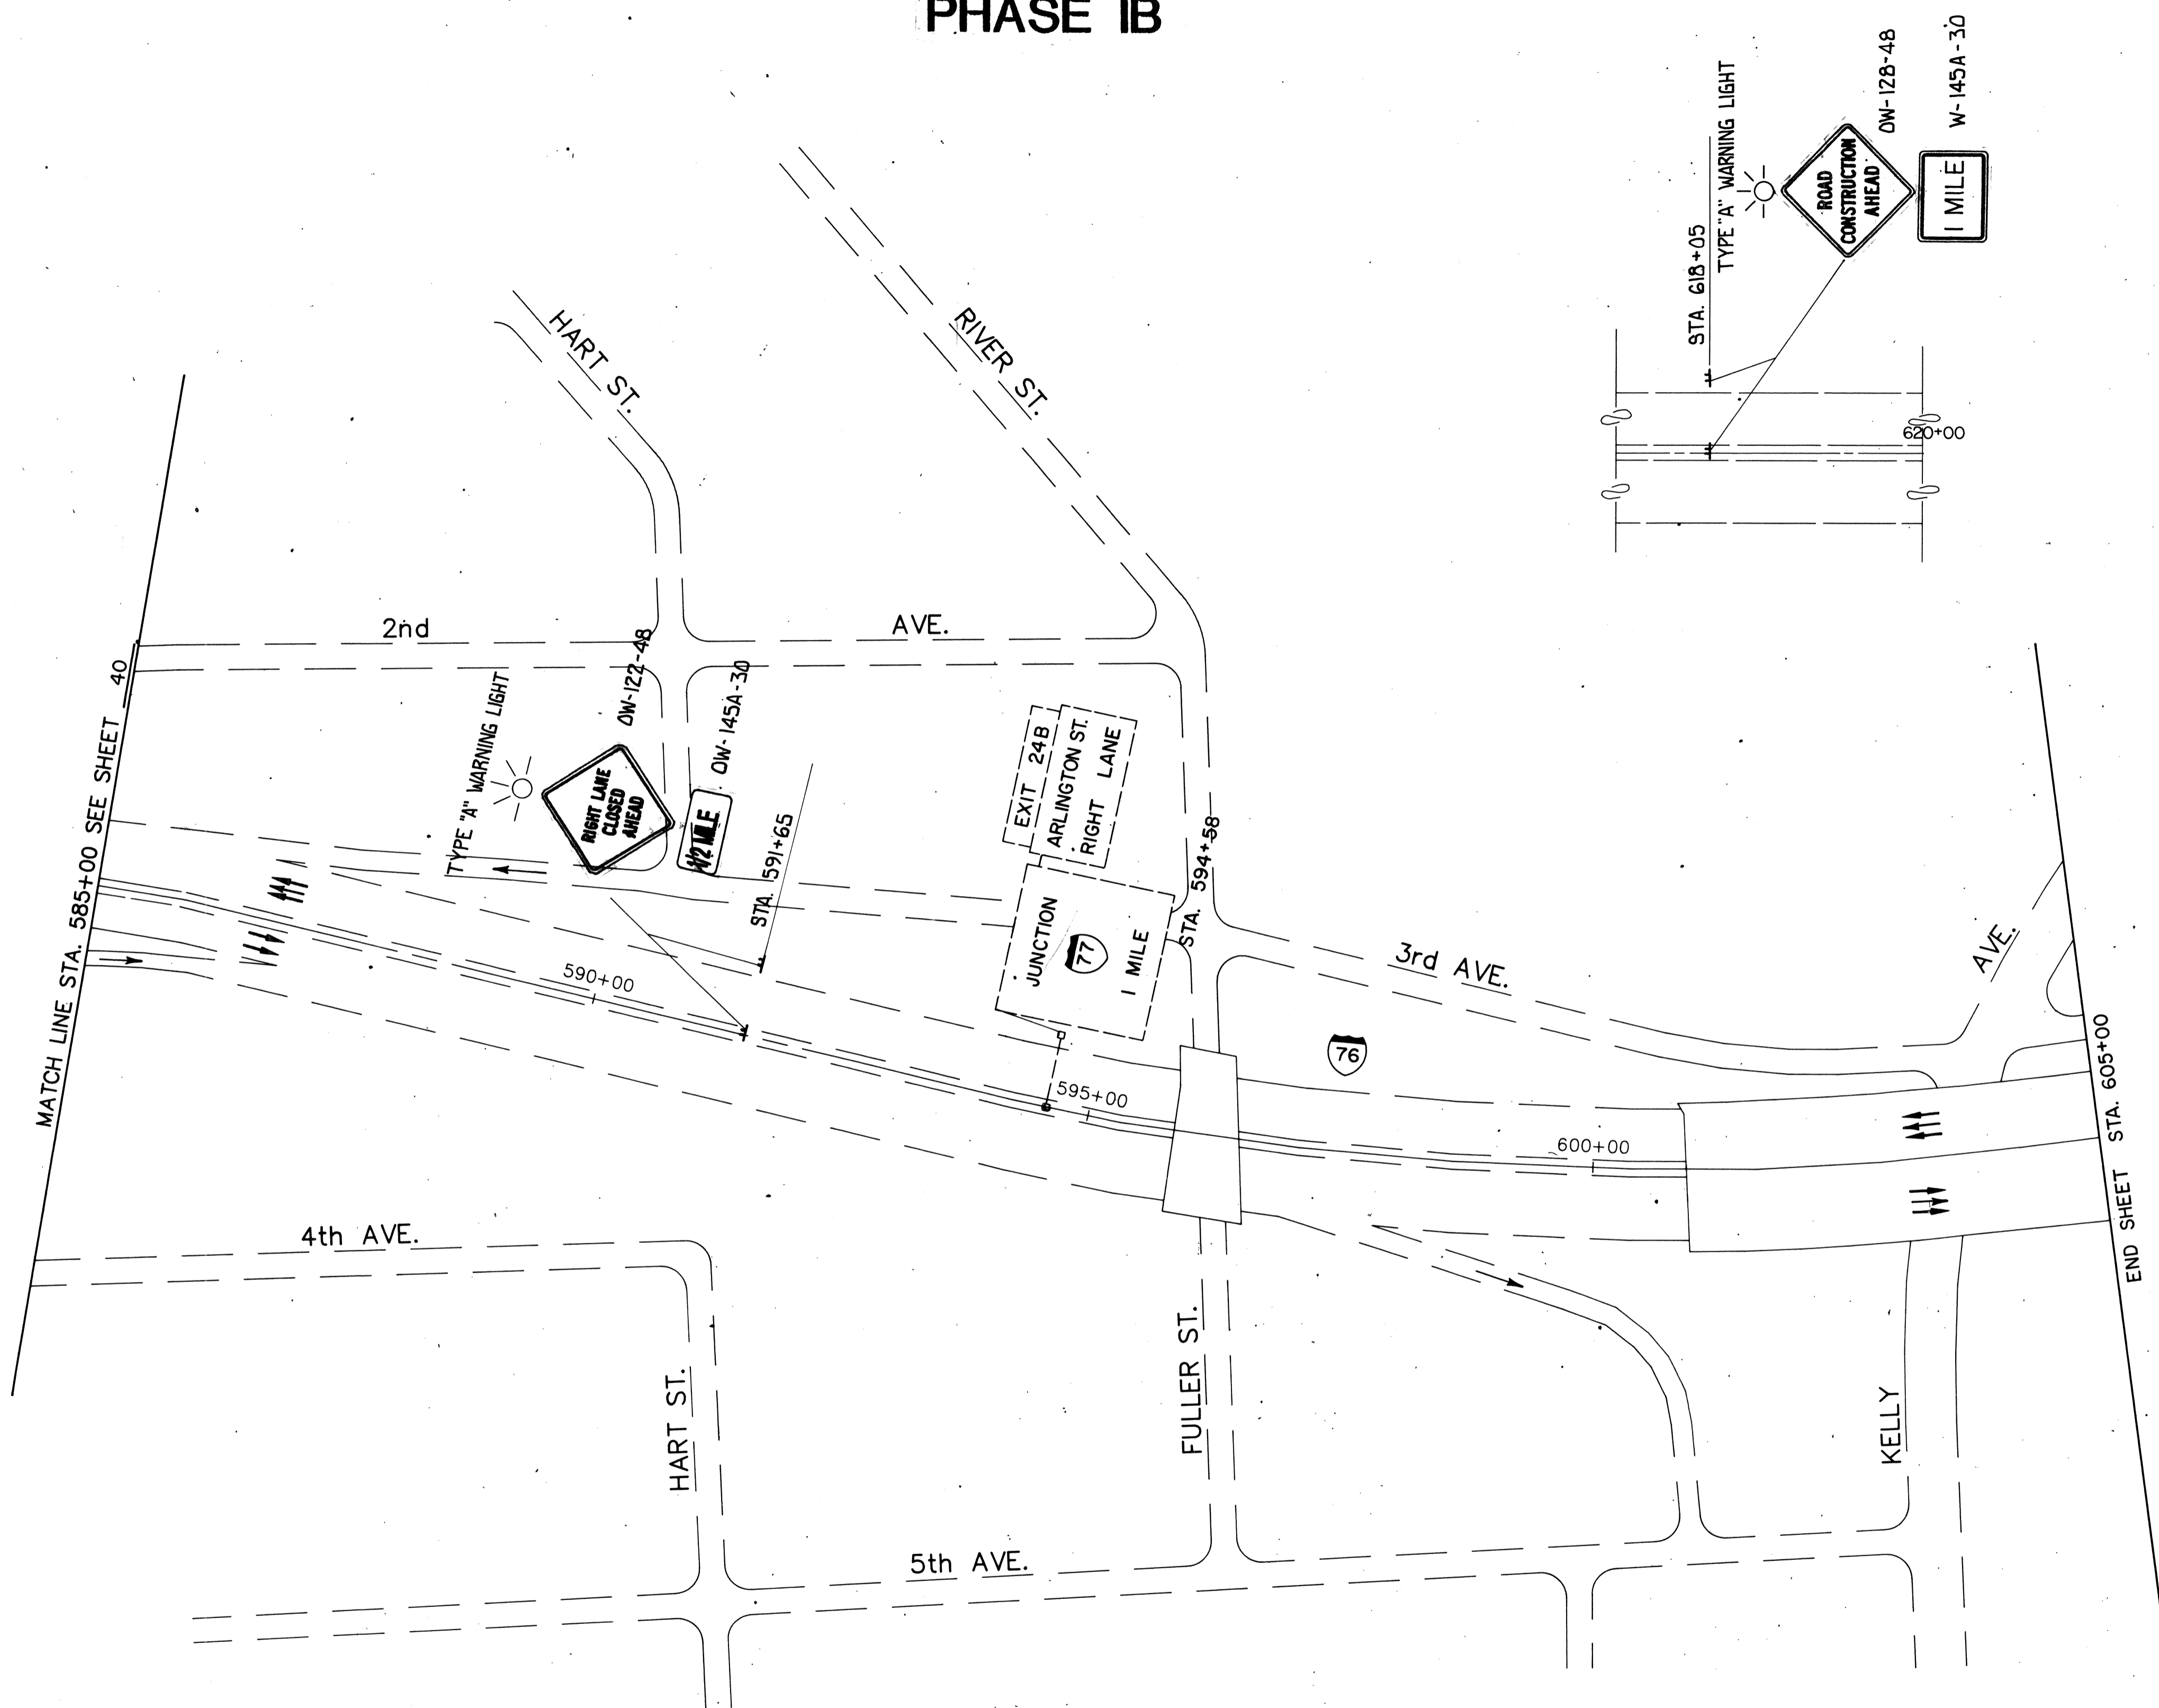 PHASE IB
OW-128-48
W-145A-30
TYPE "A" WARNING LIGHT
STA. 618+05
ROAD
CONSTRUCTION
AHEAD
1 MILE
620+00
HART ST.
RIVER ST.
2nd AVE.
MATCH LINE STA. 585+00 SEE SHEET 40
TYPE "A" WARNING LIGHT
OW-122-48
OW-145A-30
RIGHT LANE
CLOSED
AHEAD
1/2 MILE
STA. 591+65
EXIT 24B
ARLINGTON ST.
RIGHT LANE
JUNCTION
77
1 MILE
STA. 594+58
3rd AVE.
AVE.
76
590+00
595+00
600+00
END SHEET STA. 605+00
4th AVE.
HART ST.
FULLER ST.
KELLY
5th AVE.